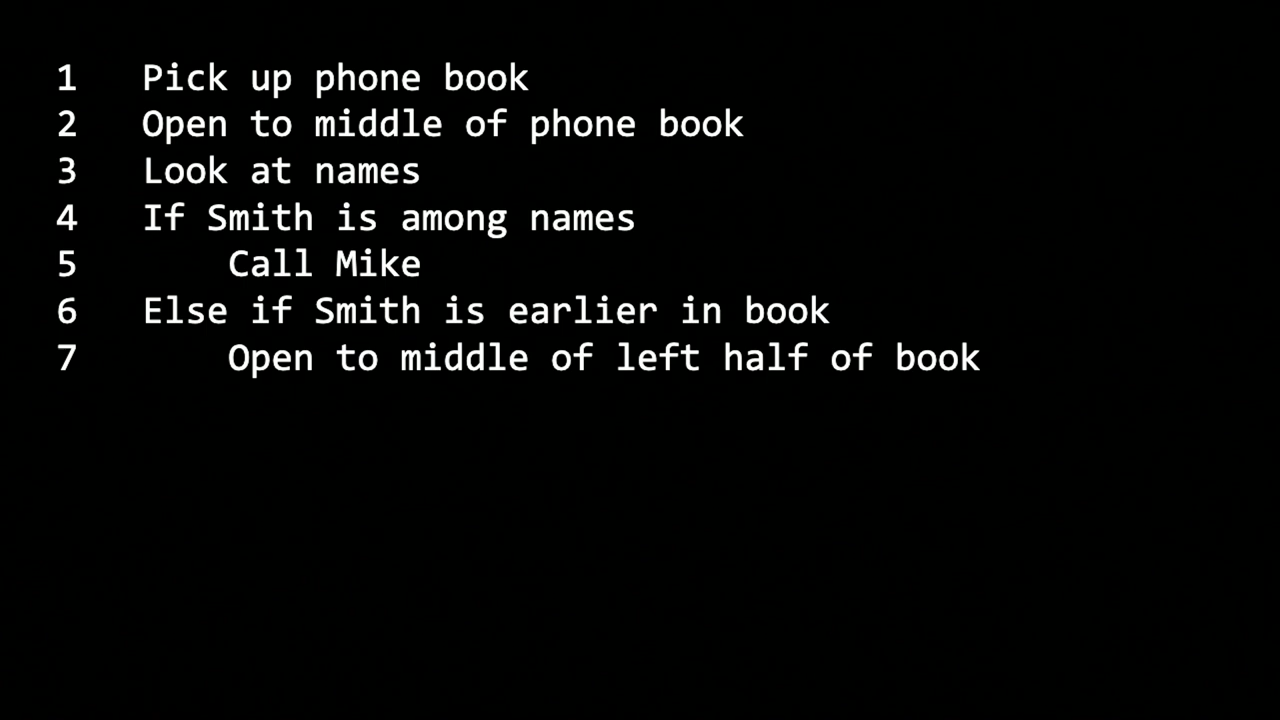 1 Pick up phone book
2 Open to middle of phone book
3 Look at names
4 If Smith is among names
5 Call Mike
6 Else if Smith is earlier in book
7 Open to middle of left half of book